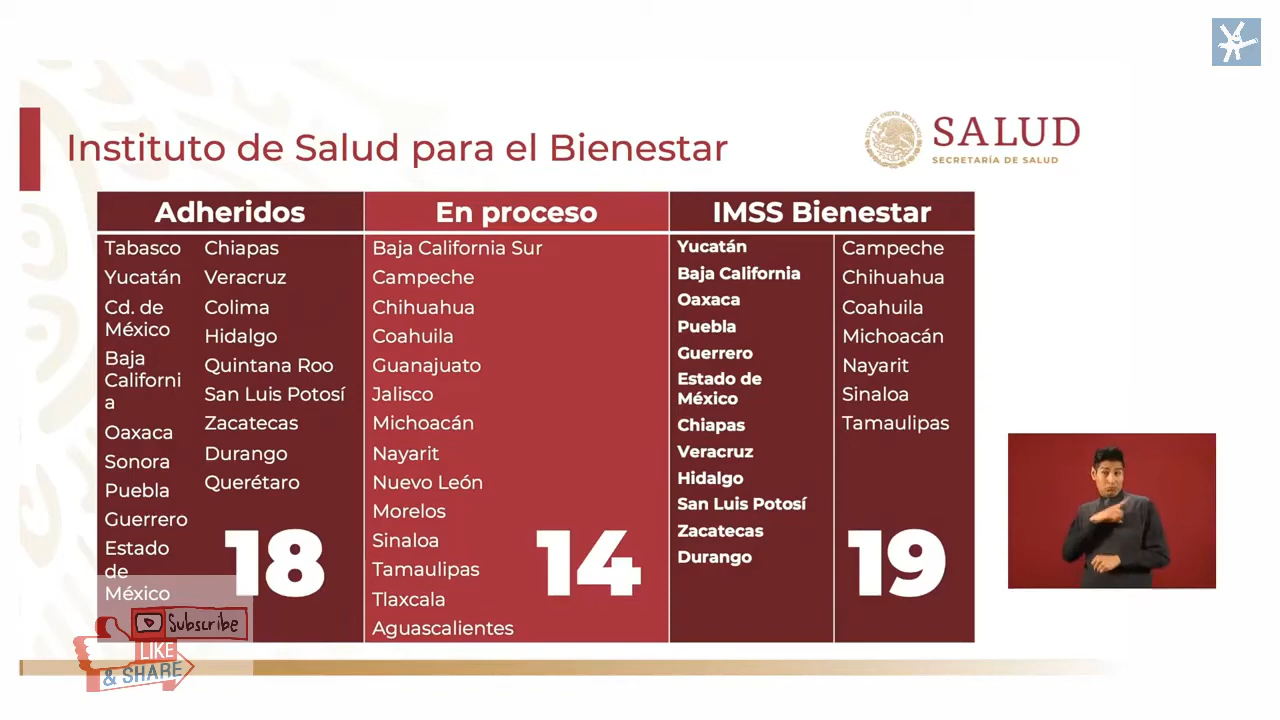 Instituto de Salud para el Bienestar
SALUD
SECRETARÍA DE SALUD
Adheridos
Tabasco
Yucatán
Cd. de
México
Baja
Californi
a
Oaxaca
Sonora
Puebla
Guerrero
Estado
de
México
Chiapas
Veracruz
Colima
Hidalgo
Quintana Roo
San Luis Potosí
Zacatecas
Durango
Querétaro
18
En proceso
Baja California Sur
Campeche
Chihuahua
Coahuila
Guanajuato
Jalisco
Michoacán
Nayarit
Nuevo León
Morelos
Sinaloa
Tamaulipas
Tlaxcala
Aguascalientes
14
IMSS Bienestar
Yucatán
Baja California
Oaxaca
Puebla
Guerrero
Estado de
México
Chiapas
Veracruz
Hidalgo
San Luis Potosí
Zacatecas
Durango
Campeche
Chihuahua
Coahuila
Michoacán
Nayarit
Sinaloa
Tamaulipas
19
Subscribe
LIKE
& SHARE